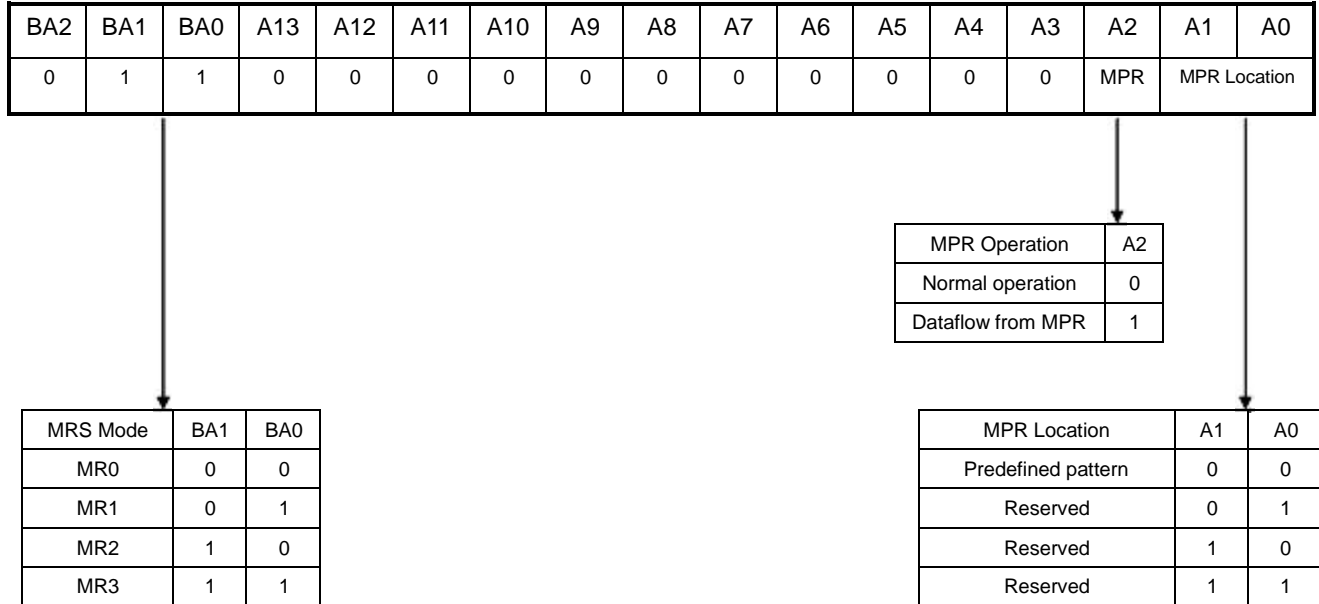 BA2 BA1 BA0 A13 A12 A11 A10 A9 A8 A7 A6 A5 A4 A3 A2 A1 A0
0 1 1 0 0 0 0 0 0 0 0 0 0 0 MPR MPR Location
MPR Operation A2
Normal operation 0
Dataflow from MPR 1
MRS Mode BA1 BA0
MR0 0 0
MR1 0 1
MR2 1 0
MR3 1 1
MPR Location A1 A0
Predefined pattern 0 0
Reserved 0 1
Reserved 1 0
Reserved 1 1